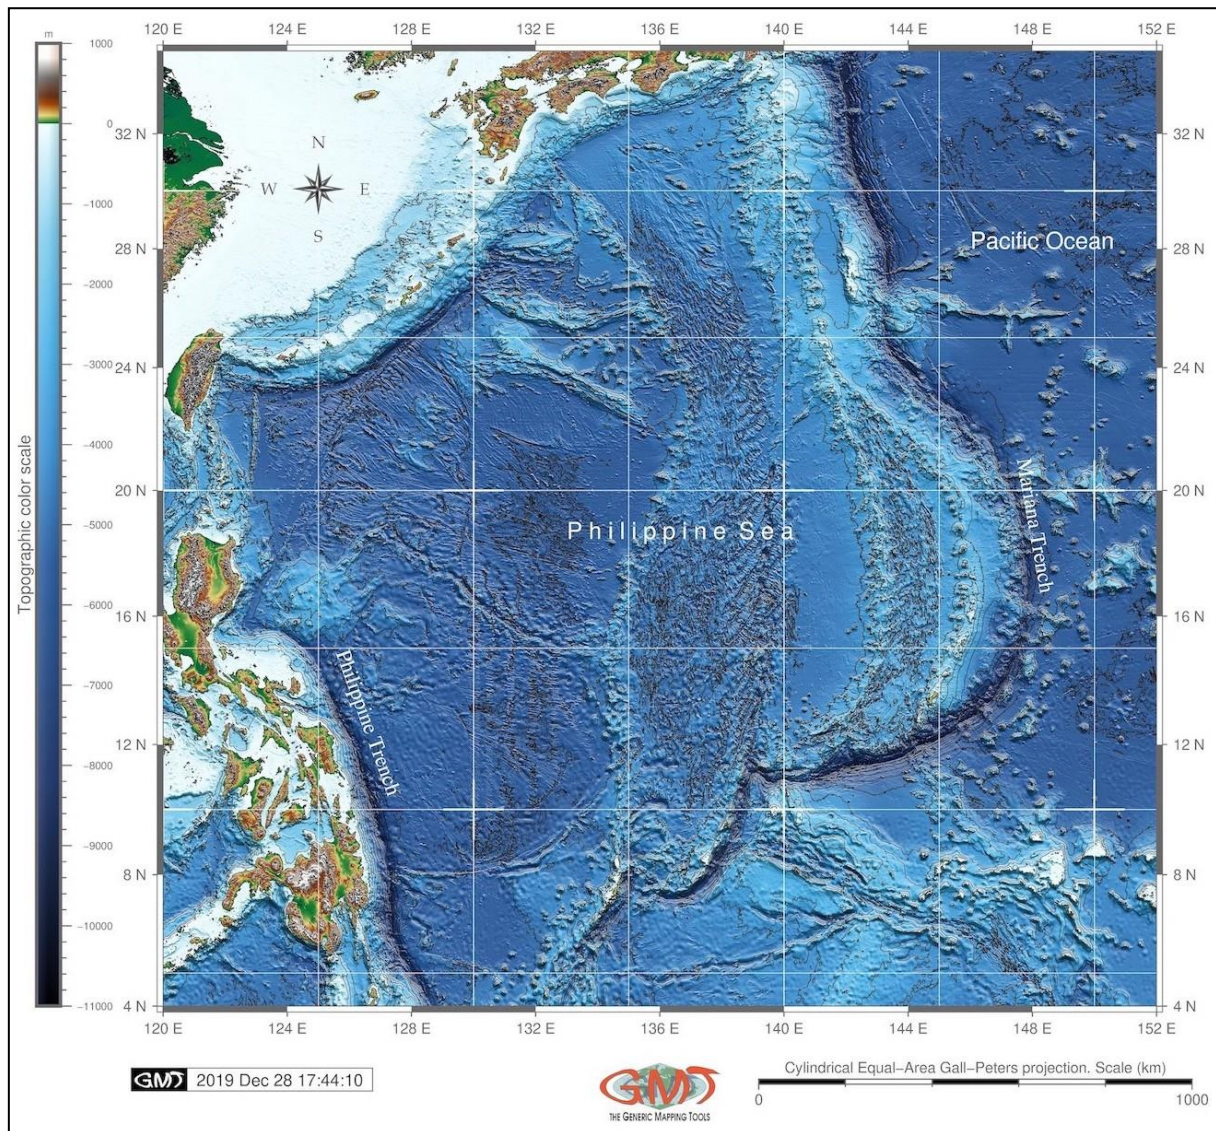 120 E 124 E 128 E 132 E 136 E 140 E 144 E 148 E 152 E
m
1000
0
−1000
−2000
−3000
−4000
−5000
−6000
−7000
−8000
−9000
−10000
−11000
Topographic color scale
32 N
28 N
24 N
20 N
16 N
12 N
8 N
4 N
N
W E
S
Pacific Ocean
Philippine Sea
Mariana Trench
Philippine Trench
32 N
28 N
24 N
20 N
16 N
12 N
8 N
4 N
120 E 124 E 128 E 132 E 136 E 140 E 144 E 148 E 152 E
GMT 2019 Dec 28 17:44:10
GMT
THE GENERIC MAPPING TOOLS
Cylindrical Equal−Area Gall−Peters projection. Scale (km)
0 1000